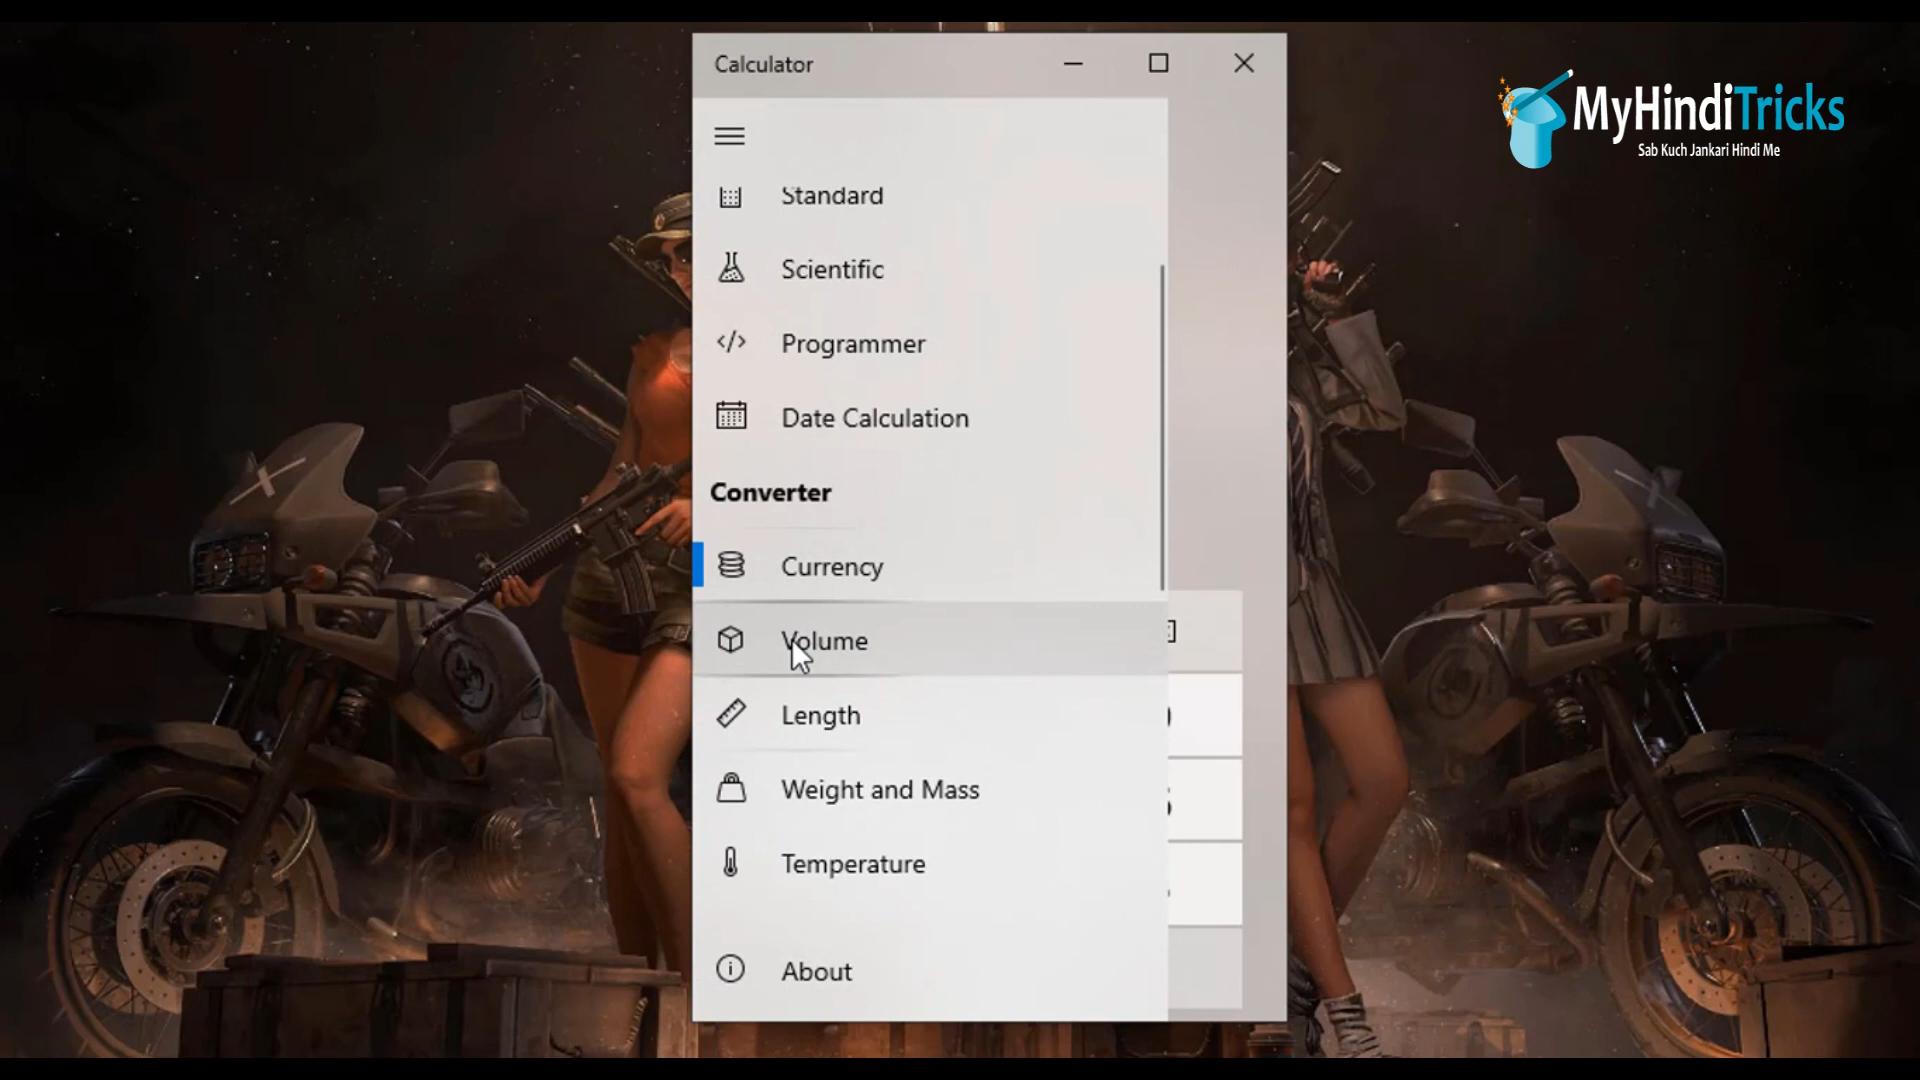 Calculator
MyHindiTricks
Sab Kuch Jankari Hindi Me
Standard
Scientific
Programmer
Date Calculation
Converter
Currency
Volume
Length
Weight and Mass
Temperature
About